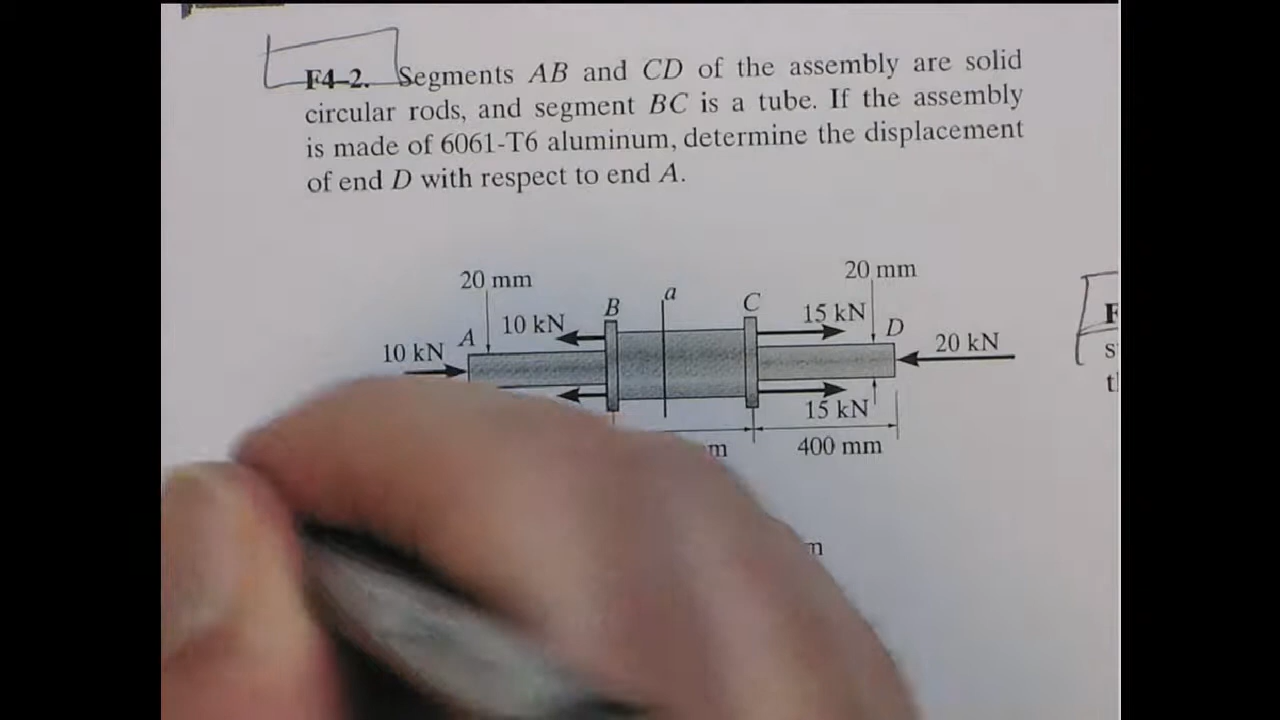 F4–2. Segments AB and CD of the assembly are solid
circular rods, and segment BC is a tube. If the assembly
is made of 6061-T6 aluminum, determine the displacement
of end D with respect to end A.
20 mm
20 mm
B
a
C
10 kN
15 kN
A
D
10 kN
20 kN
15 kN
m
400 mm
m
F
s
t